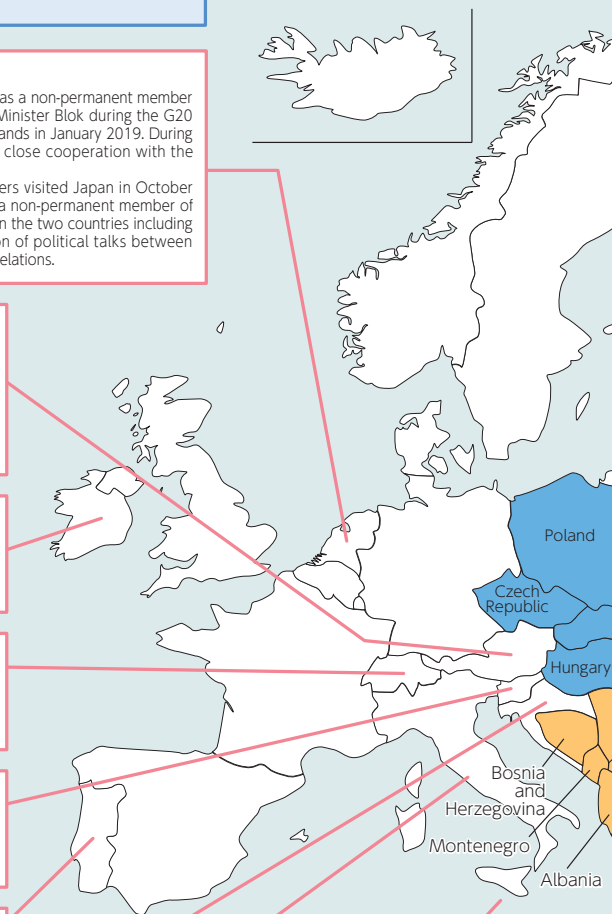 as a non-permanent member
Minister Blok during the G20
ands in January 2019. During
close cooperation with the
ers visited Japan in October
a non-permanent member of
n the two countries including
on of political talks between
elations.
Poland
Czech
Republic
Hungary
Bosnia
and
Herzegovina
Montenegro
Albania